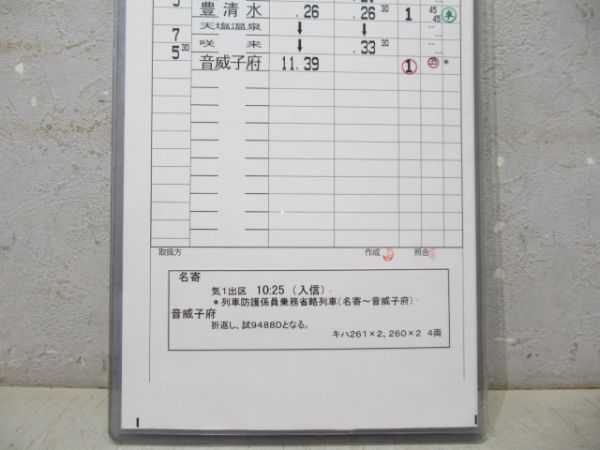 豊清水 .26 .26 30 1 45 45
天塩温泉 ↓ ↓
7 咲来 ↓ .33 30
5 30
音威子府 11.39 1 35 *
取扱方 作成 照合
名寄
気1出区 10:25 (入信)
*列車防護係員乗務省略列車(名寄~音威子府)
音威子府
折返し、試9488Dとなる。
キハ261×2、260×2 4両